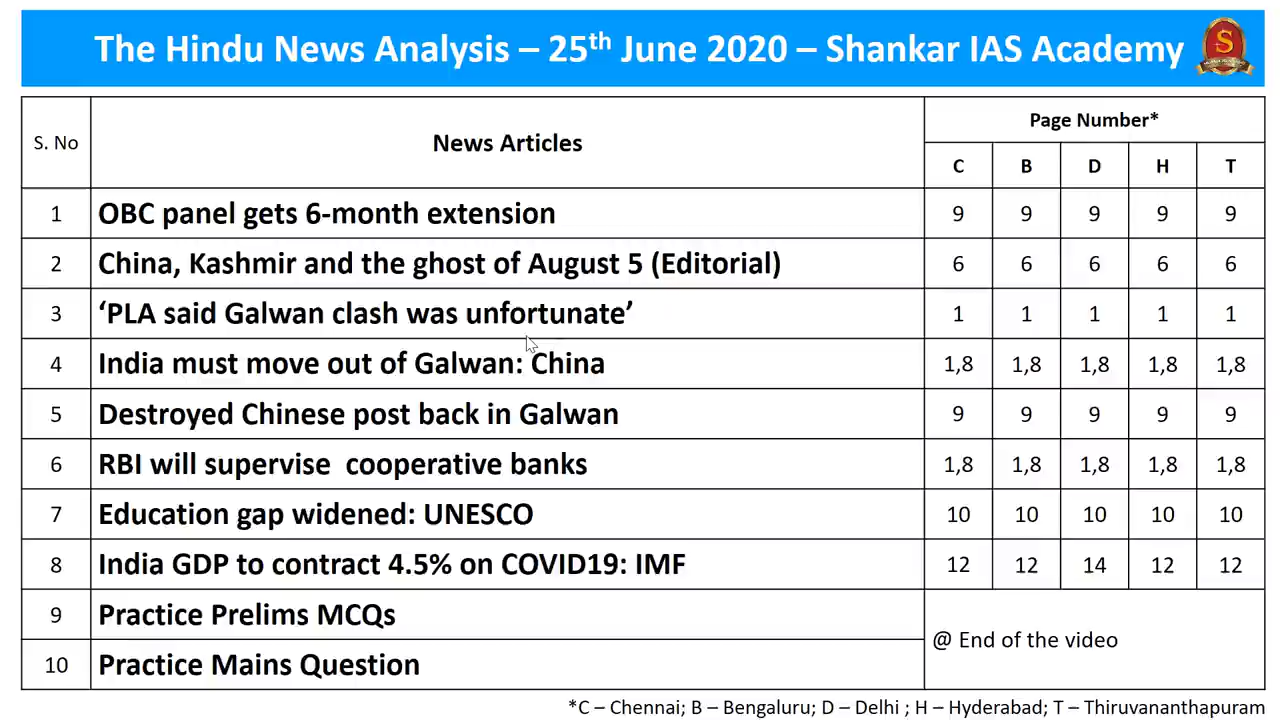 The Hindu News Analysis – 25th June 2020 – Shankar IAS Academy
S
S. No News Articles Page Number*
C B D H T
1 OBC panel gets 6-month extension 9 9 9 9 9
2 China, Kashmir and the ghost of August 5 (Editorial) 6 6 6 6 6
3 ‘PLA said Galwan clash was unfortunate’ 1 1 1 1 1
4 India must move out of Galwan: China 1,8 1,8 1,8 1,8 1,8
5 Destroyed Chinese post back in Galwan 9 9 9 9 9
6 RBI will supervise cooperative banks 1,8 1,8 1,8 1,8 1,8
7 Education gap widened: UNESCO 10 10 10 10 10
8 India GDP to contract 4.5% on COVID19: IMF 12 12 14 12 12
9 Practice Prelims MCQs
@ End of the video
10 Practice Mains Question
*C – Chennai; B – Bengaluru; D – Delhi ; H – Hyderabad; T – Thiruvananthapuram